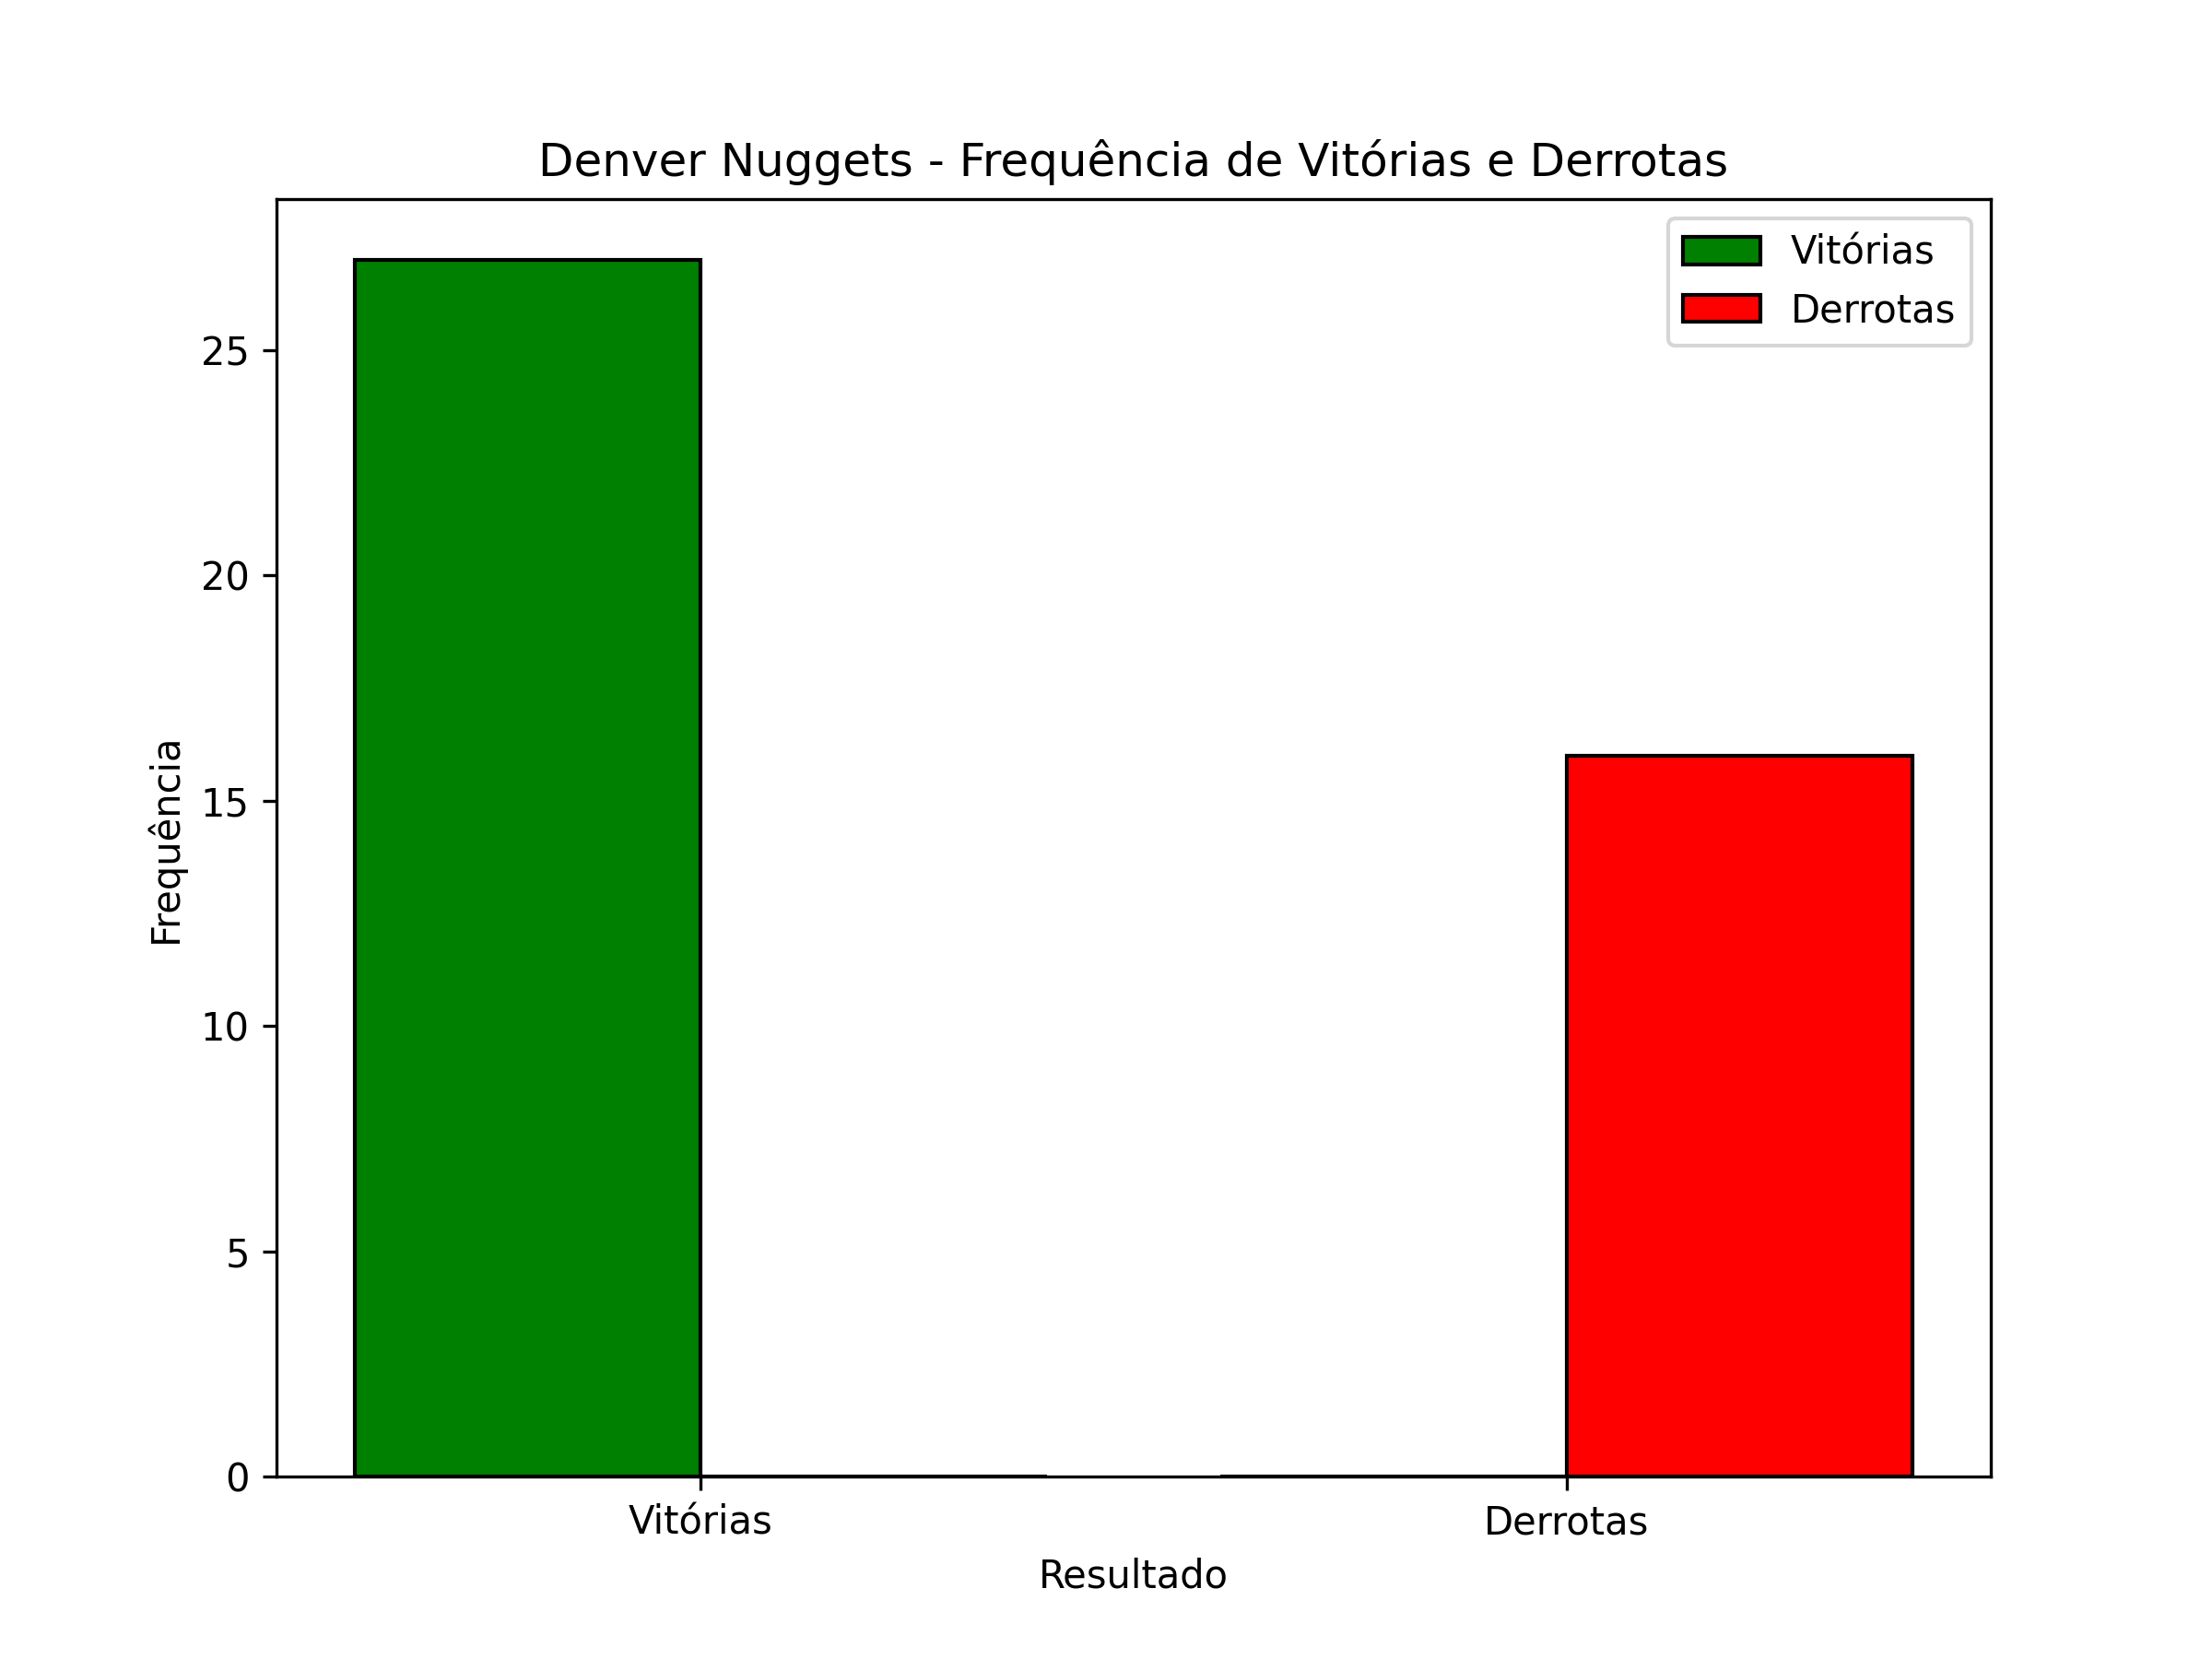 Denver Nuggets - Frequência de Vitórias e Derrotas
Vitórias
Derrotas
Frequência
25
20
15
10
5
0
Vitórias
Derrotas
Resultado